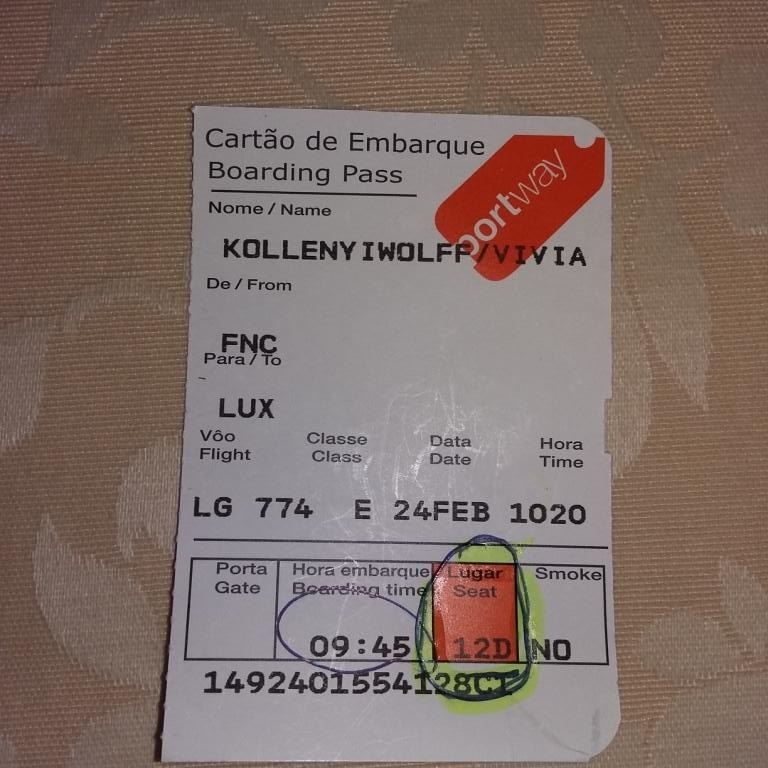 Cartão de Embarque
Boarding Pass
portway
Nome / Name
KOLLENYIWOLFF/VIVIA
De / From
FNC
Para / To
LUX
Vôo Classe Data Hora
Flight Class Date Time
LG 774 E 24FEB 1020
Porta Hora embarque Lugar Smoke
Gate Boarding time Seat
09:45 12D NO
1492401554128CT